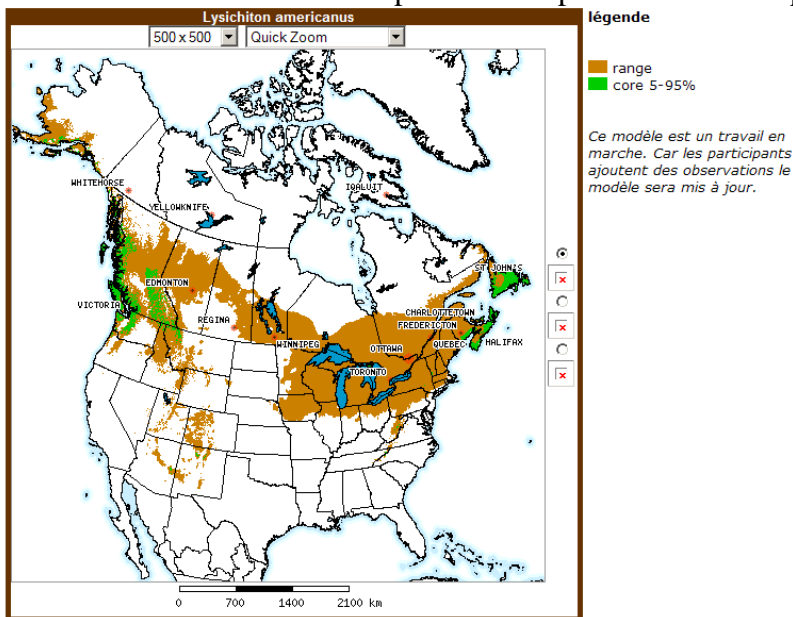 Lysichiton americanus
légende
500 x 500
Quick Zoom
range
core 5-95%
Ce modèle est un travail en
marche. Car les participants
ajoutent des observations le
modèle sera mis à jour.
WHITEHORSE
IQALUIT
YELLOWKNIFE
ST JOHN'S
EDMONTON
CHARLOTTETOWN
VICTORIA
FREDERICTON
REGINA
WINNIPEG
OTTAWA
QUEBEC
HALIFAX
TORONTO
0 700 1400 2100 km